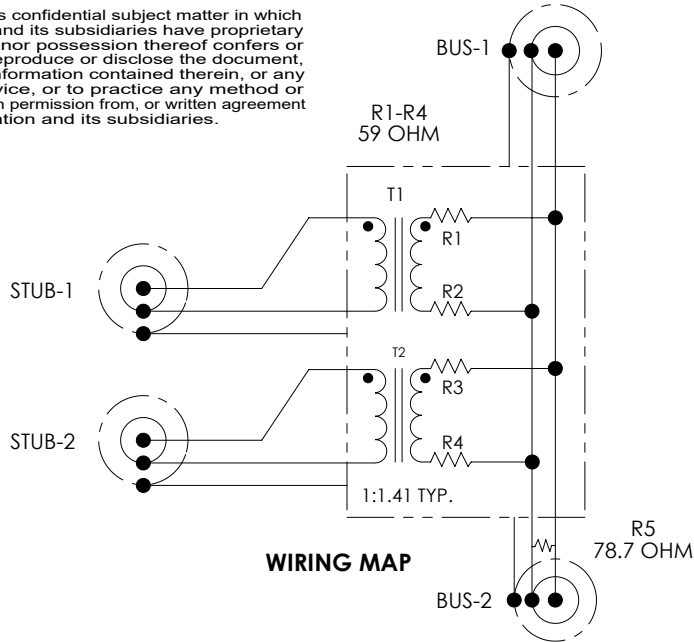 s confidential subject matter in which
nd its subsidiaries have proprietary
nor possession thereof confers or
eproduce or disclose the document,
nformation contained therein, or any
vice, or to practice any method or
n permission from, or written agreement
ation and its subsidiaries.
BUS-1
R1-R4
59 OHM
T1
R1
STUB-1
R2
T2
R3
STUB-2
R4
1:1.41 TYP.
R5
78.7 OHM
WIRING MAP
BUS-2